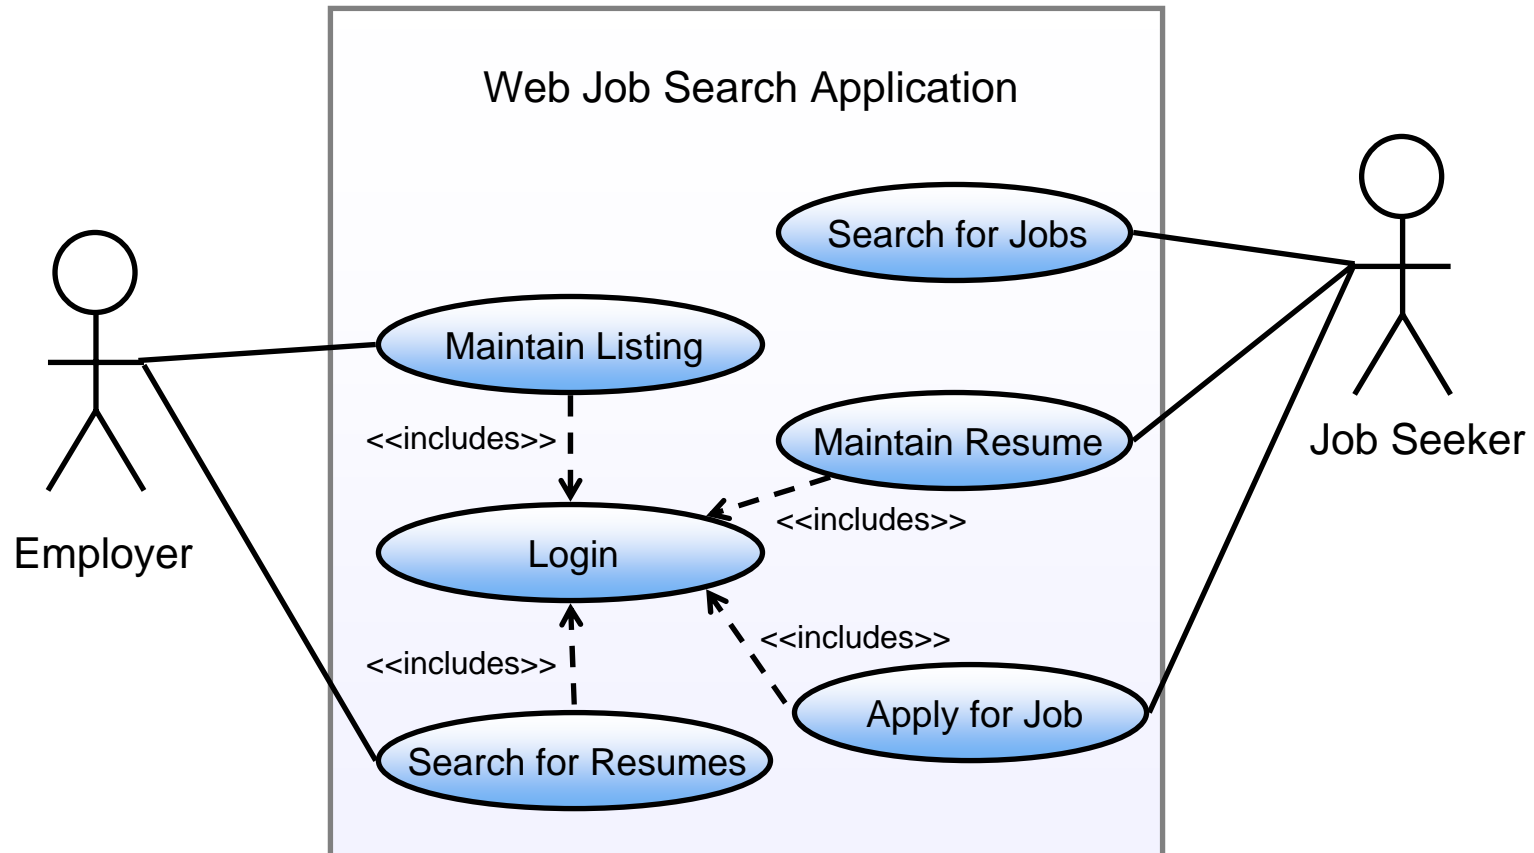 Web Job Search Application
Search for Jobs
Maintain Listing
<<includes>>
Maintain Resume
Job Seeker
<<includes>>
Employer
Login
<<includes>>
<<includes>>
Apply for Job
Search for Resumes